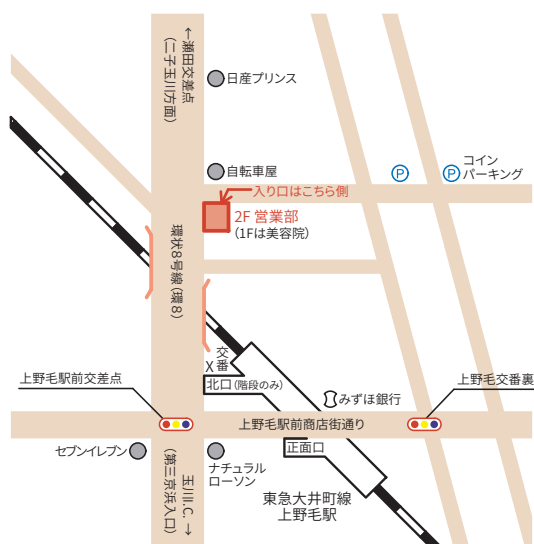 ←瀬田交差点
(二子玉川方面)
日産プリンス
自転車屋
コイン
パーキング
P
P
入り口はこちら側
2F 営業部
(1Fは美容院)
環状8号線(環8)
交番
X
北口(階段のみ)
上野毛駅前交差点
上野毛交番裏
みずほ銀行
上野毛駅前商店街通り
正面口
セブンイレブン
ナチュラル
ローソン
玉川I.C.→
(第三京浜入口)
東急大井町線
上野毛駅